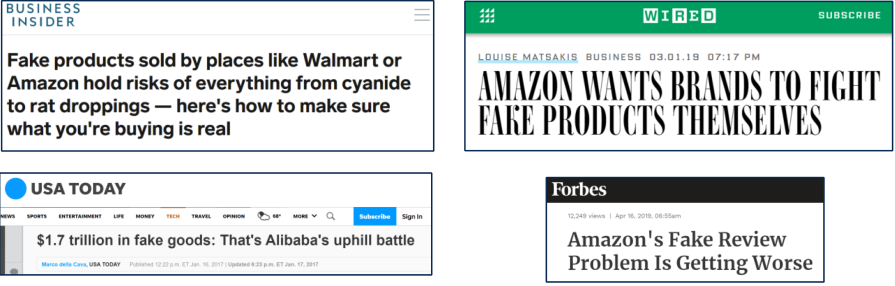 BUSINESS
INSIDER
Fake products sold by places like Walmart or
Amazon hold risks of everything from cyanide
to rat droppings — here's how to make sure
what you're buying is real
WIRED
SUBSCRIBE
LOUISE MATSAKIS BUSINESS 03.01.19 07:17 PM
AMAZON WANTS BRANDS TO FIGHT
FAKE PRODUCTS THEMSELVES
USA TODAY
NEWS SPORTS ENTERTAINMENT LIFE MONEY TECH TRAVEL OPINION 68° MORE Subscribe Sign In
$1.7 trillion in fake goods: That's Alibaba's uphill battle
Marco della Cava, USA TODAY Published 12:22 p.m. ET Jan. 16, 2017 | Updated 6:23 p.m. ET Jan. 17, 2017
Forbes
12,249 views | Apr 16, 2019, 06:55am
Amazon's Fake Review
Problem Is Getting Worse